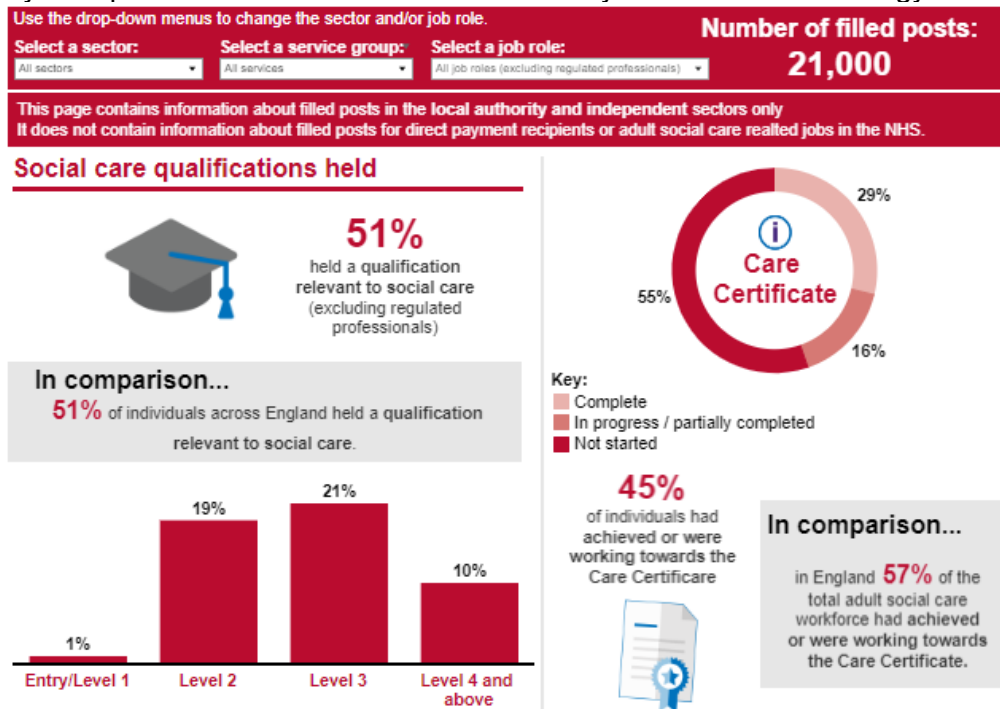 Use the drop-down menus to change the sector and/or job role.
Select a sector:
All sectors
Select a service group:
All services
Select a job role:
All job roles (excluding regulated professionals)
Number of filled posts:
21,000
This page contains information about filled posts in the local authority and independent sectors only
It does not contain information about filled posts for direct payment recipients or adult social care realted jobs in the NHS.
Social care qualifications held
51%
held a qualification
relevant to social care
(excluding regulated
professionals)
In comparison...
51% of individuals across England held a qualification
relevant to social care.
1%
19%
21%
10%
Entry/Level 1
Level 2
Level 3
Level 4 and
above
29%
i
Care
Certificate
55%
16%
Key:
Complete
In progress / partially completed
Not started
45%
of individuals had
achieved or were
working towards the
Care Certificare
In comparison...
in England 57% of the
total adult social care
workforce had achieved
or were working towards
the Care Certificate.